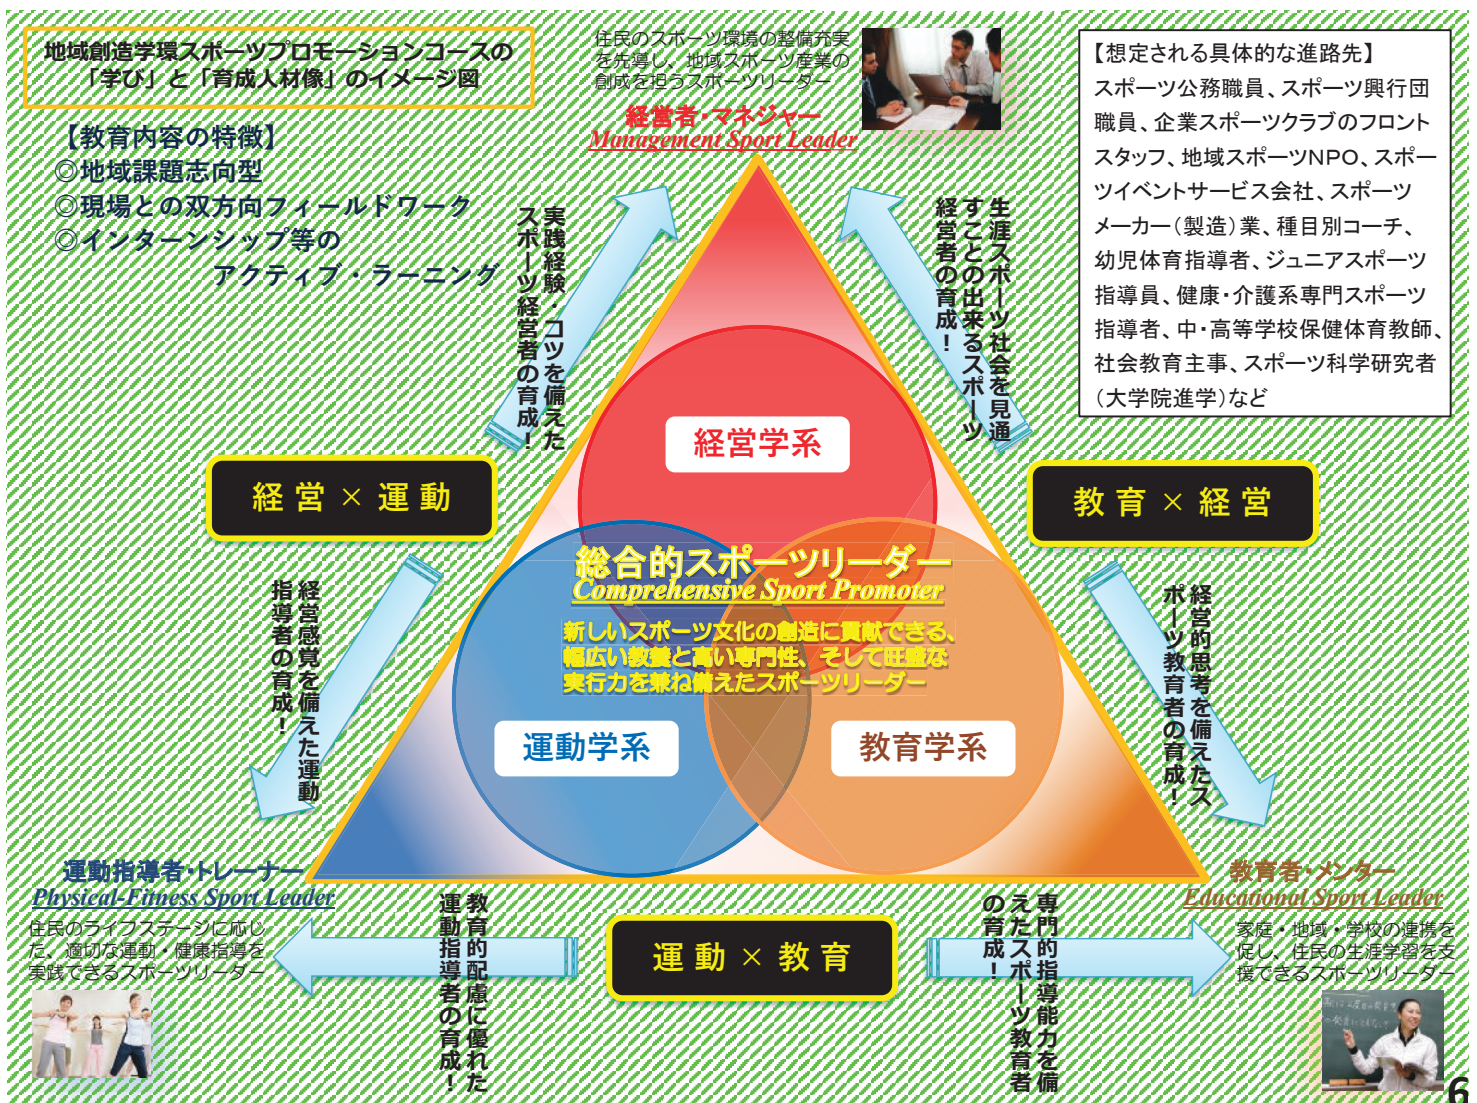 地域創造学環スポーツプロモーションコースの
「学び」と「育成人材像」のイメージ図
【教育内容の特徴】
◎地域課題志向型
◎現場との双方向フィールドワーク
◎インターンシップ等の
アクティブ・ラーニング
住民のスポーツ環境の整備充実
を先導し、地域スポーツ産業の
創成を担うスポーツリーダー
経営者・マネジャー
Management Sport Leader
【想定される具体的な進路先】
スポーツ公務職員、スポーツ興行団
職員、企業スポーツクラブのフロント
スタッフ、地域スポーツNPO、スポー
ツイベントサービス会社、スポーツ
メーカー（製造）業、種目別コーチ、
幼児体育指導者、ジュニアスポーツ
指導員、健康・介護系専門スポーツ
指導者、中・高等学校保健体育教師、
社会教育主事、スポーツ科学研究者
（大学院進学）など
実践経験・コツを備えた
スポーツ経営者の育成！
生涯スポーツ社会を見通
すことの出来るスポーツ
経営者の育成！
経営学系
経営×運動
教育×経営
総合的スポーツリーダー
Comprehensive Sport Promoter
新しいスポーツ文化の創造に貢献できる、
幅広い教養と高い専門性、そして旺盛な
実行力を兼ね備えたスポーツリーダー
経営感覚を備えた運動
指導者の育成！
経営的思考を備えたス
ポーツ教育者の育成！
運動学系
教育学系
運動指導者・トレーナー
Physical-Fitness Sport Leader
住民のライフステージに応じ
た、適切な運動・健康指導を
実践できるスポーツリーダー
教育的配慮に優れた
運動指導者の育成！
運動×教育
専門的指導能力を備
えたスポーツ教育者
の育成！
教育者・メンター
Educational Sport Leader
家庭・地域・学校の連携を
促し、住民の生涯学習を支
援できるスポーツリーダー
6